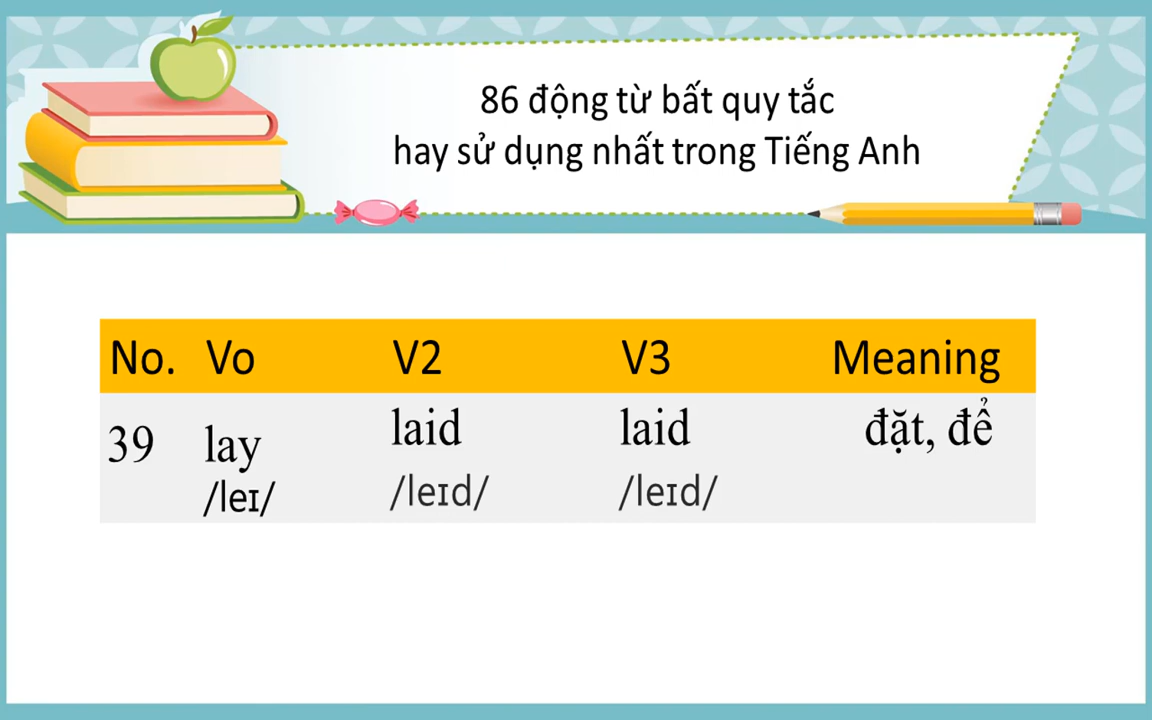 86 động từ bất quy tắc
hay sử dụng nhất trong Tiếng Anh
No. Vo V2 V3 Meaning
39 lay laid laid đặt, để
/leɪ/ /leɪd/ /leɪd/